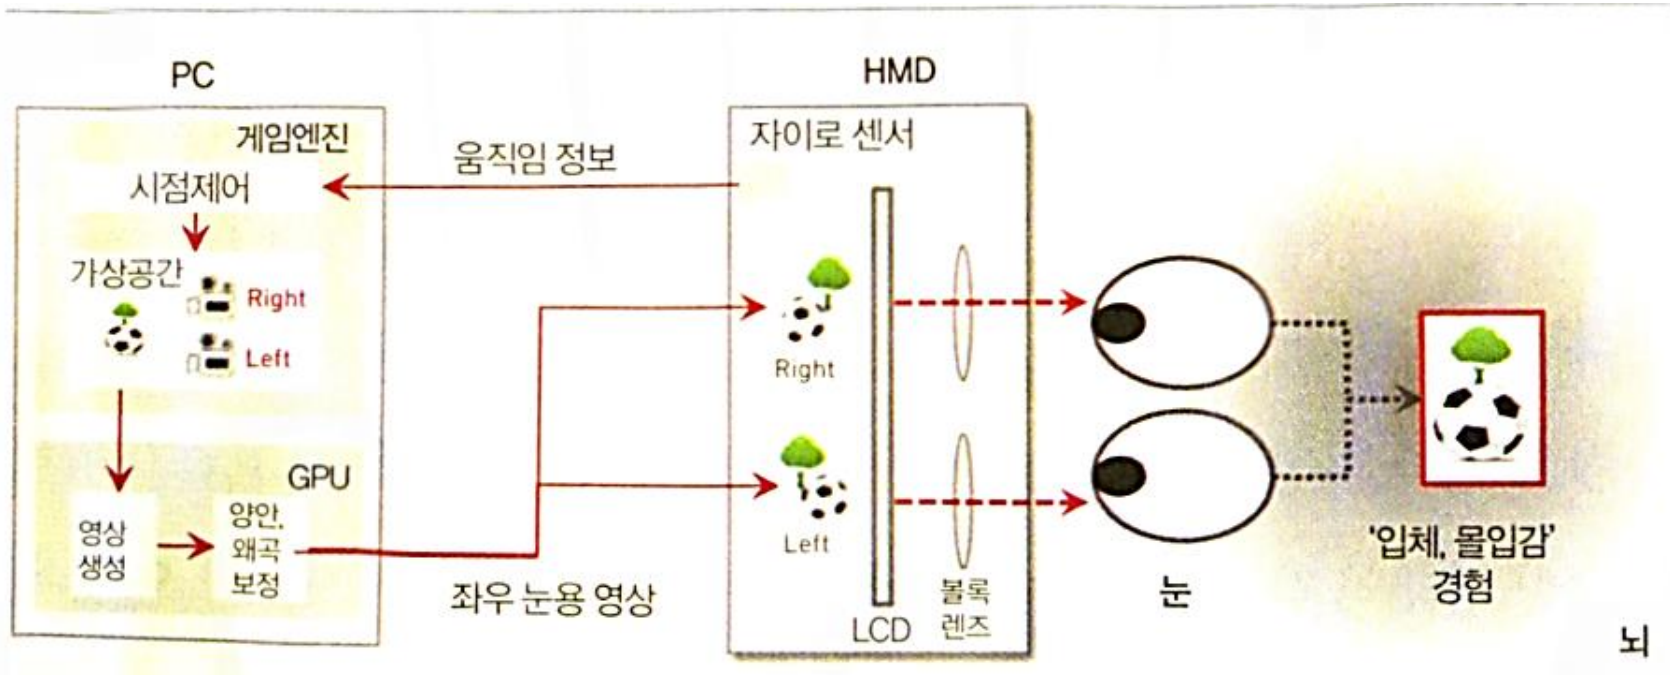 PC
게임엔진
시점제어
가상공간
Right
Left
GPU
영상
생성
양안,
왜곡
보정
움직임 정보
좌우 눈용 영상
HMD
자이로 센서
Right
Left
LCD
볼록
렌즈
눈
'입체, 몰입감'
경험
뇌